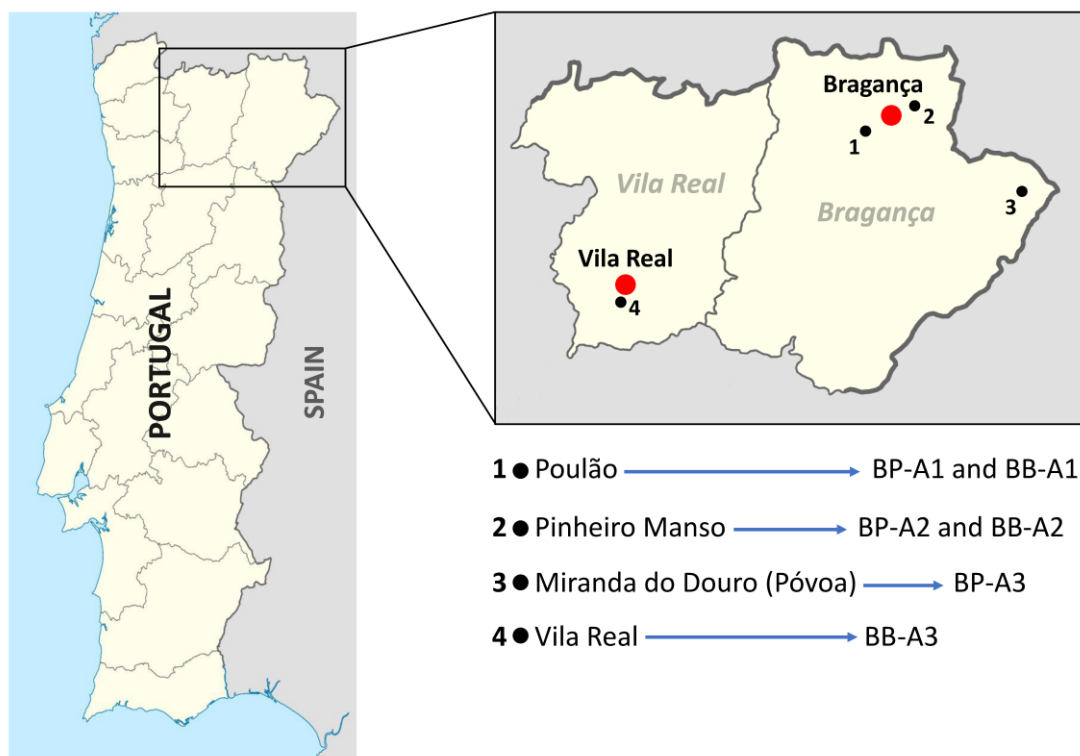 PORTUGAL
SPAIN
Bragança
2
1
Vila Real
Bragança
3
Vila Real
4
1 ● Poulão → BP-A1 and BB-A1
2 ● Pinheiro Manso → BP-A2 and BB-A2
3 ● Miranda do Douro (Póvoa) → BP-A3
4 ● Vila Real → BB-A3